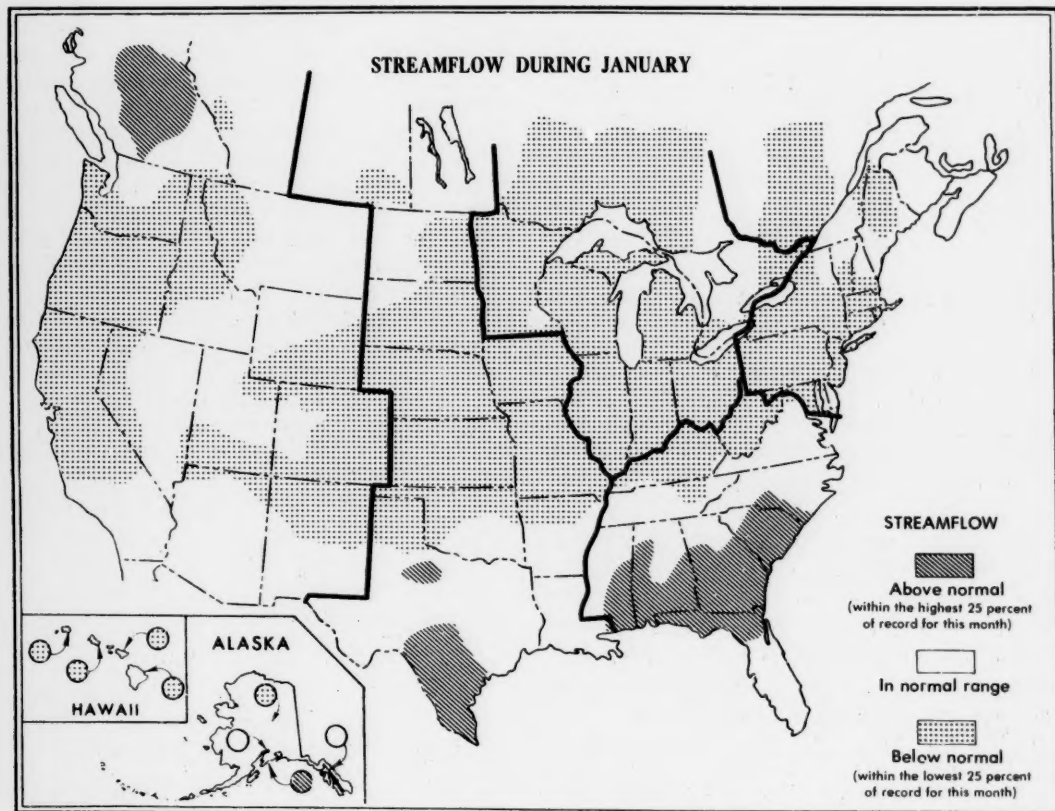 STREAMFLOW DURING JANUARY
STREAMFLOW
Above normal
(within the highest 25 percent
of record for this month)
In normal range
Below normal
(within the lowest 25 percent
of record for this month)
ALASKA
HAWAII